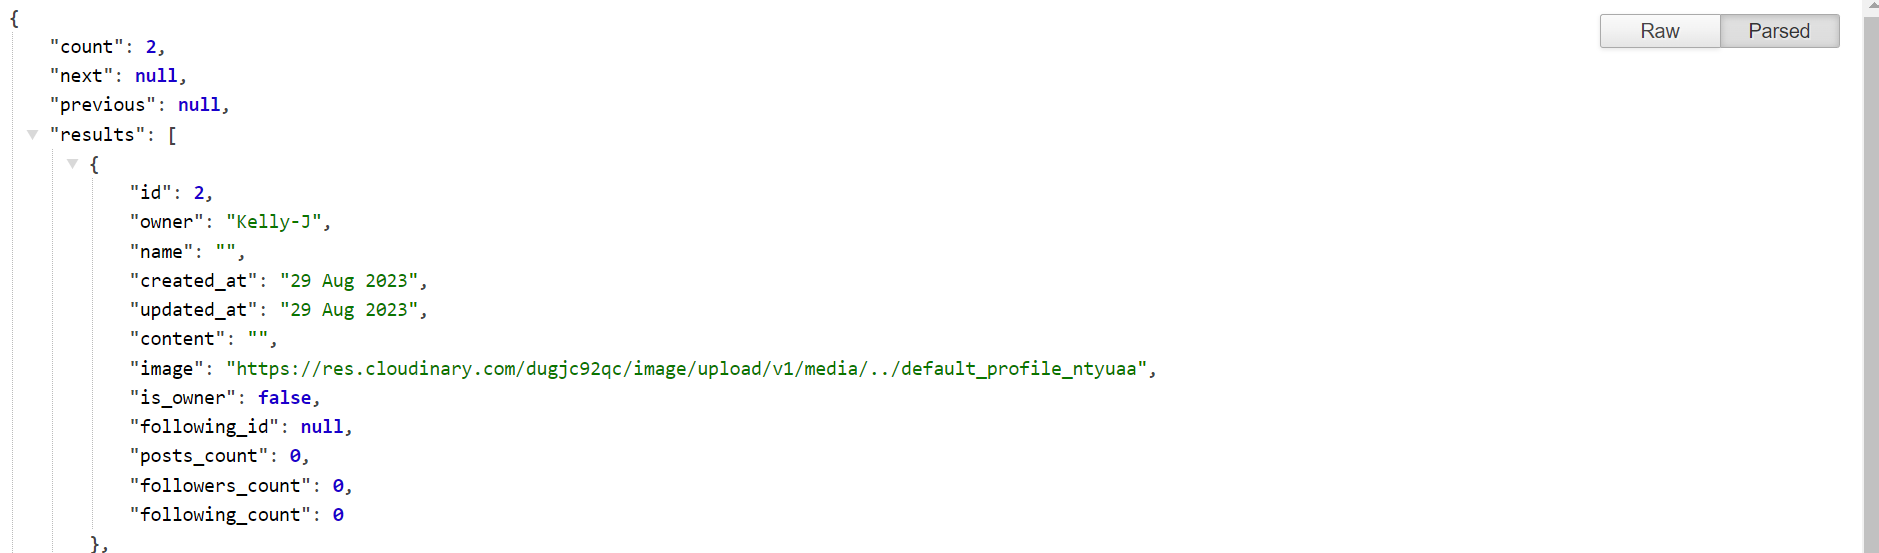 {
"count": 2,
"next": null,
"previous": null,
"results": [
{
"id": 2,
"owner": "Kelly-J",
"name": "",
"created_at": "29 Aug 2023",
"updated_at": "29 Aug 2023",
"content": "",
"image": "https://res.cloudinary.com/dugjc92qc/image/upload/v1/media/../default_profile_ntyuaa",
"is_owner": false,
"following_id": null,
"posts_count": 0,
"followers_count": 0,
"following_count": 0
},
Raw Parsed